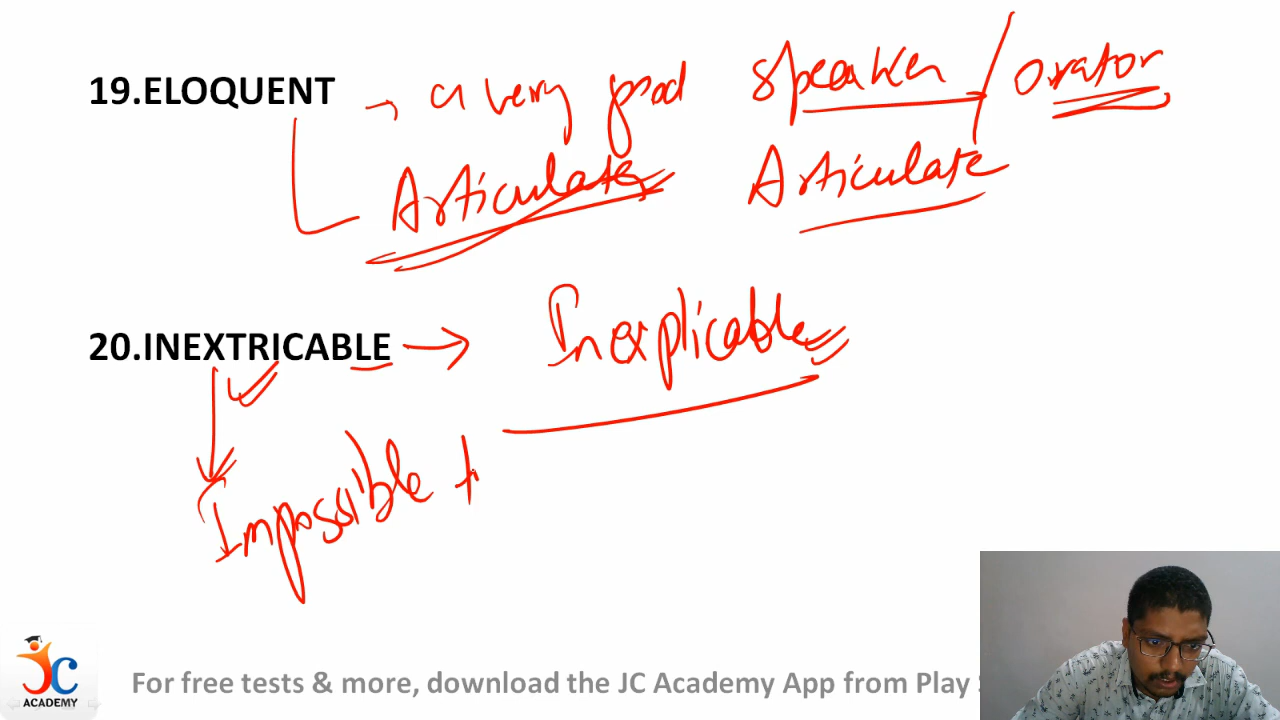 19.ELOQUENT → a very good speaker / orator
Articulate Articulate
20.INEXTRICABLE → Inexplicable
Impossible t
JC
ACADEMY
For free tests & more, download the JC Academy App from Play